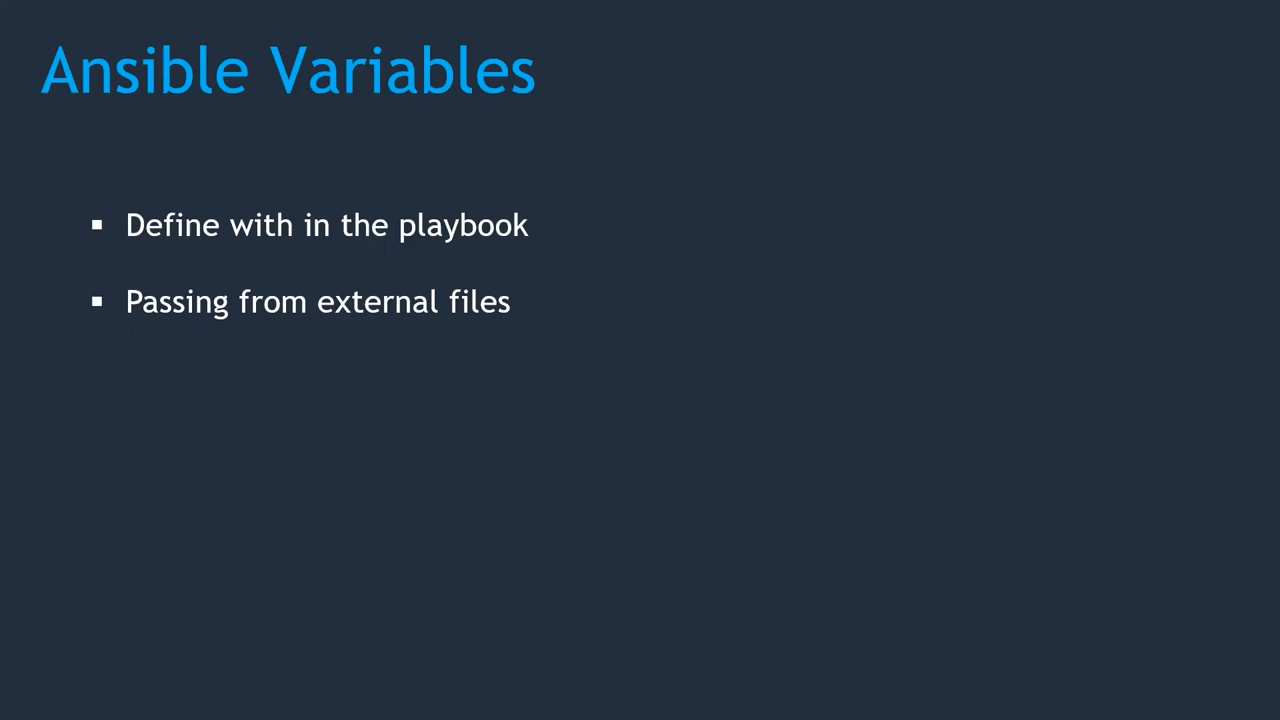 Ansible Variables
▪ Define with in the playbook
▪ Passing from external files